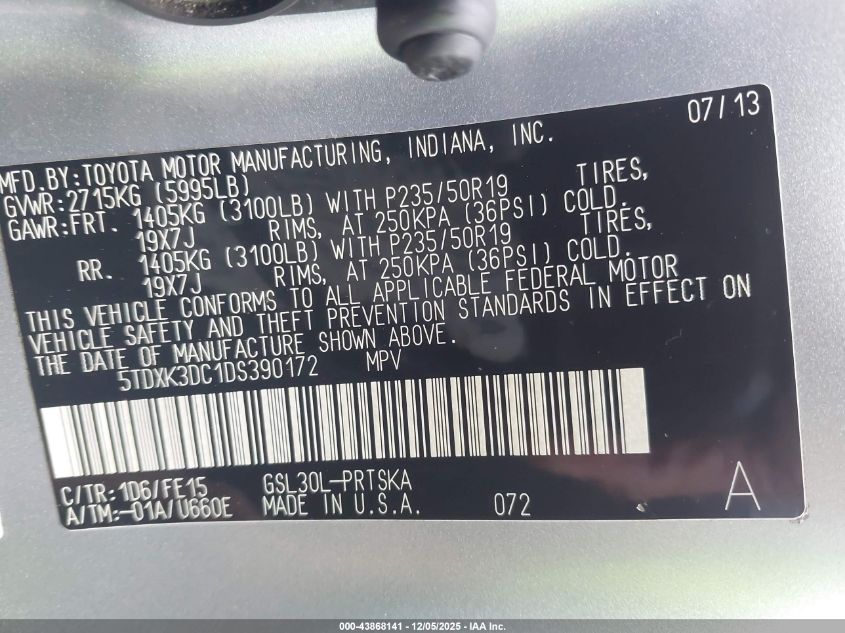 07/13
MFD.BY:TOYOTA MOTOR MANUFACTURING, INDIANA, INC.
GVWR:2715KG (5995LB)
GAWR:FRT. 1405KG (3100LB) WITH P235/50R19 TIRES,
19X7J RIMS, AT 250KPA (36PSI) COLD.
RR. 1405KG (3100LB) WITH P235/50R19 TIRES,
19X7J RIMS, AT 250KPA (36PSI) COLD.
THIS VEHICLE CONFORMS TO ALL APPLICABLE FEDERAL MOTOR
VEHICLE SAFETY AND THEFT PREVENTION STANDARDS IN EFFECT ON
THE DATE OF MANUFACTURE SHOWN ABOVE.
5TDXK3DC1DS390172 MPV
C/TR:1D6/FE15 GSL30L-PRTSKA
A/TM:-01A/U660E MADE IN U.S.A. 072 A
000-43868141 - 12/05/2025 - IAA Inc.